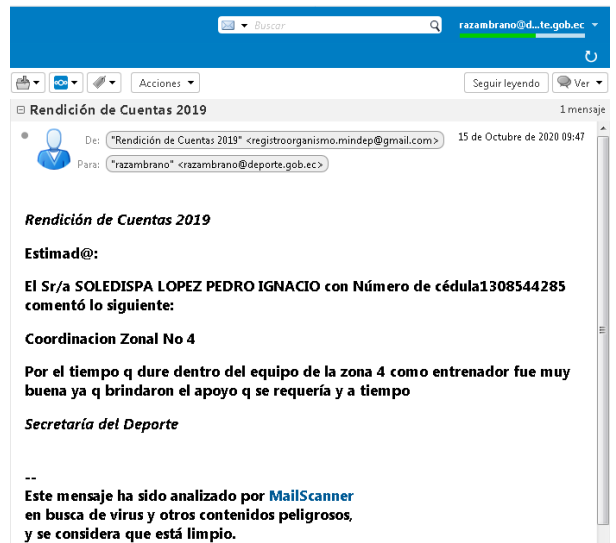 Buscar
razambrano@d...te.gob.ec
Acciones
Seguir leyendo
Ver
Rendición de Cuentas 2019
1 mensaje
De: "Rendición de Cuentas 2019" <registroorganismo.mindep@gmail.com>
15 de Octubre de 2020 09:47
Para: "razambrano" <razambrano@deporte.gob.ec>
Rendición de Cuentas 2019
Estimad@:
El Sr/a SOLEDISPA LOPEZ PEDRO IGNACIO con Número de cédula1308544285
comentó lo siguiente:
Coordinacion Zonal No 4
Por el tiempo q dure dentro del equipo de la zona 4 como entrenador fue muy
buena ya q brindaron el apoyo q se requería y a tiempo
Secretaría del Deporte
--
Este mensaje ha sido analizado por MailScanner
en busca de virus y otros contenidos peligrosos,
y se considera que está limpio.